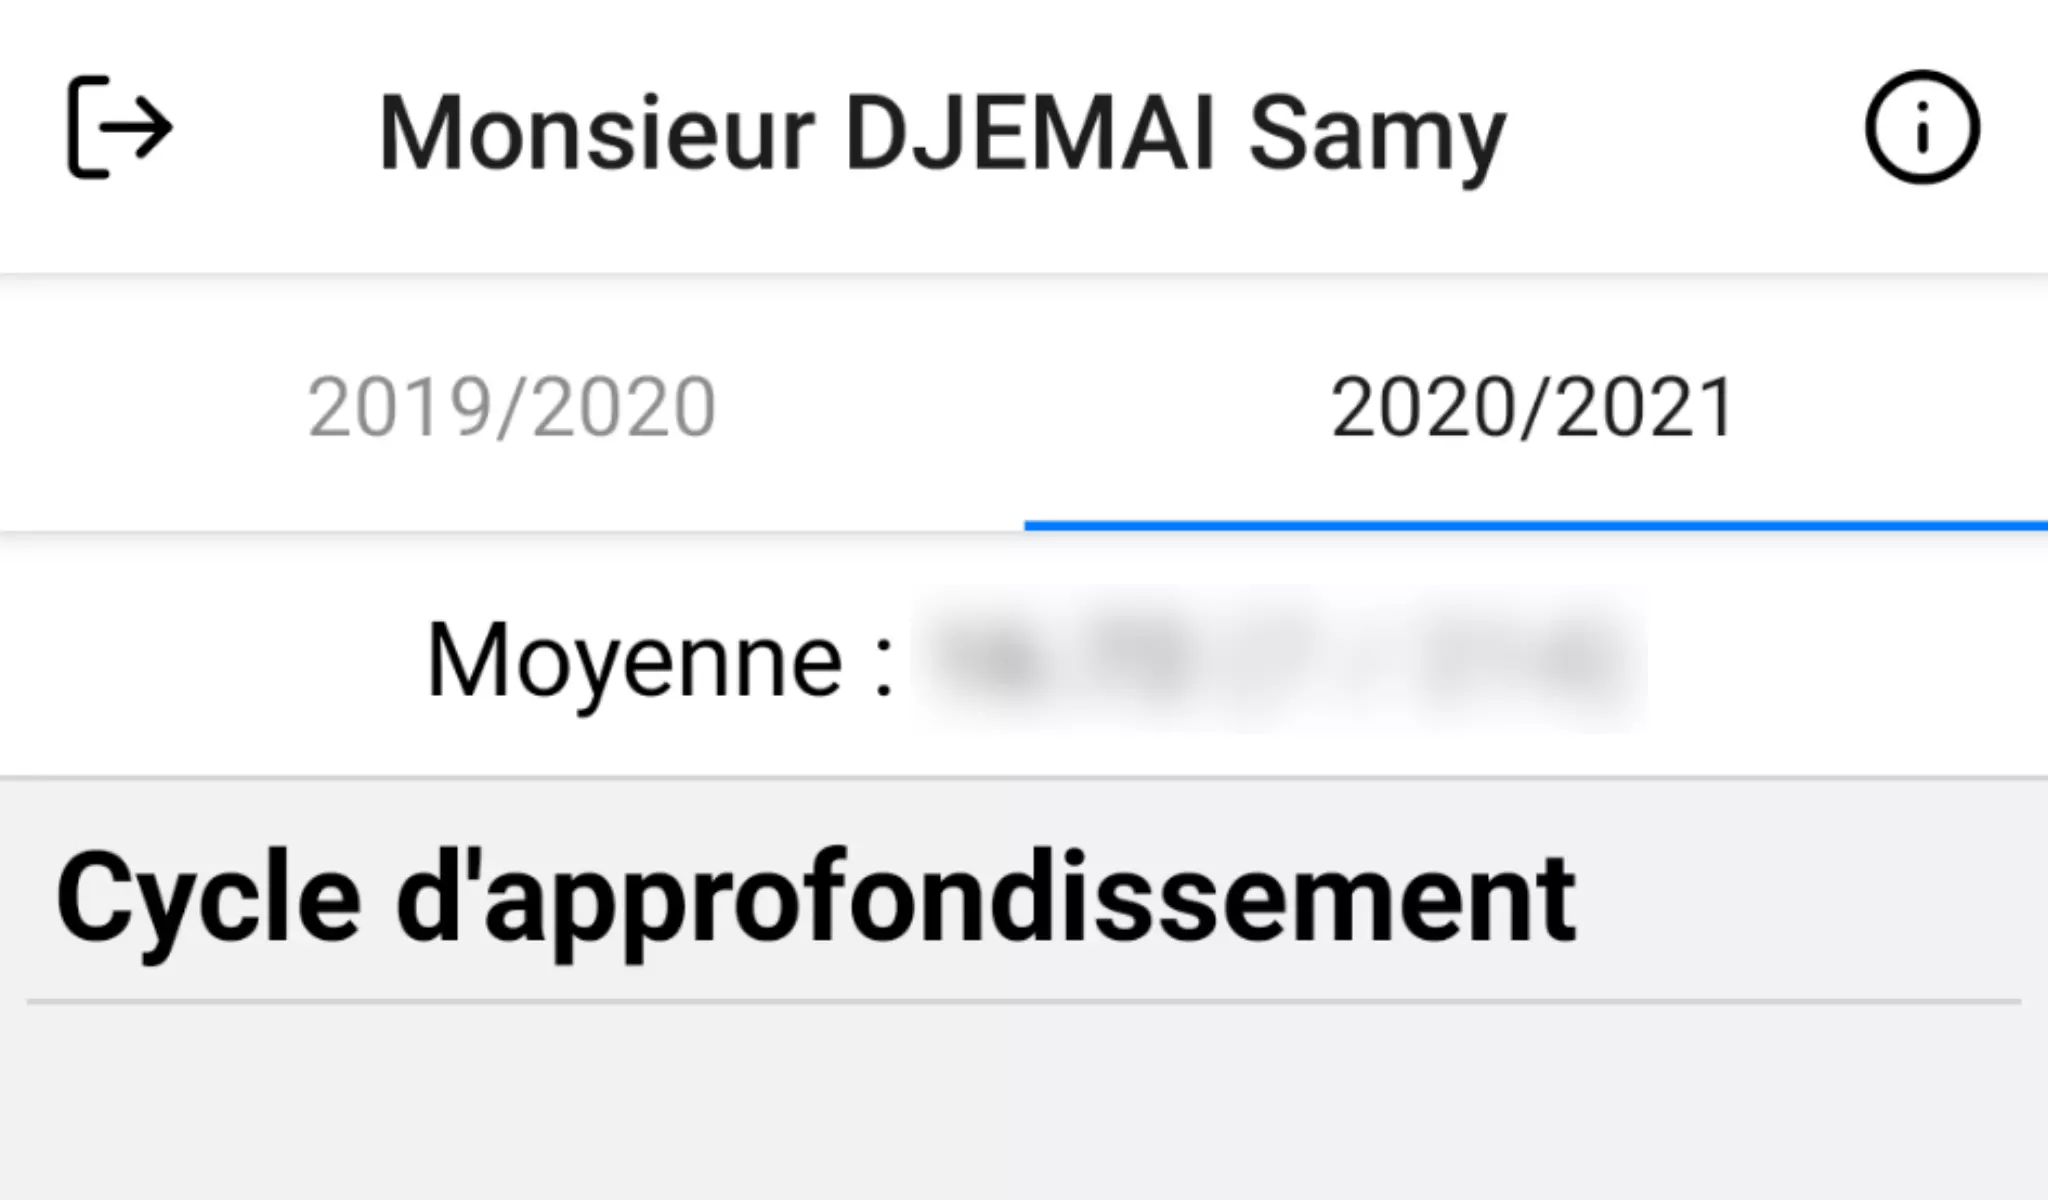 Monsieur DJEMAI Samy
2019/2020
2020/2021
Moyenne :
Cycle d'approfondissement